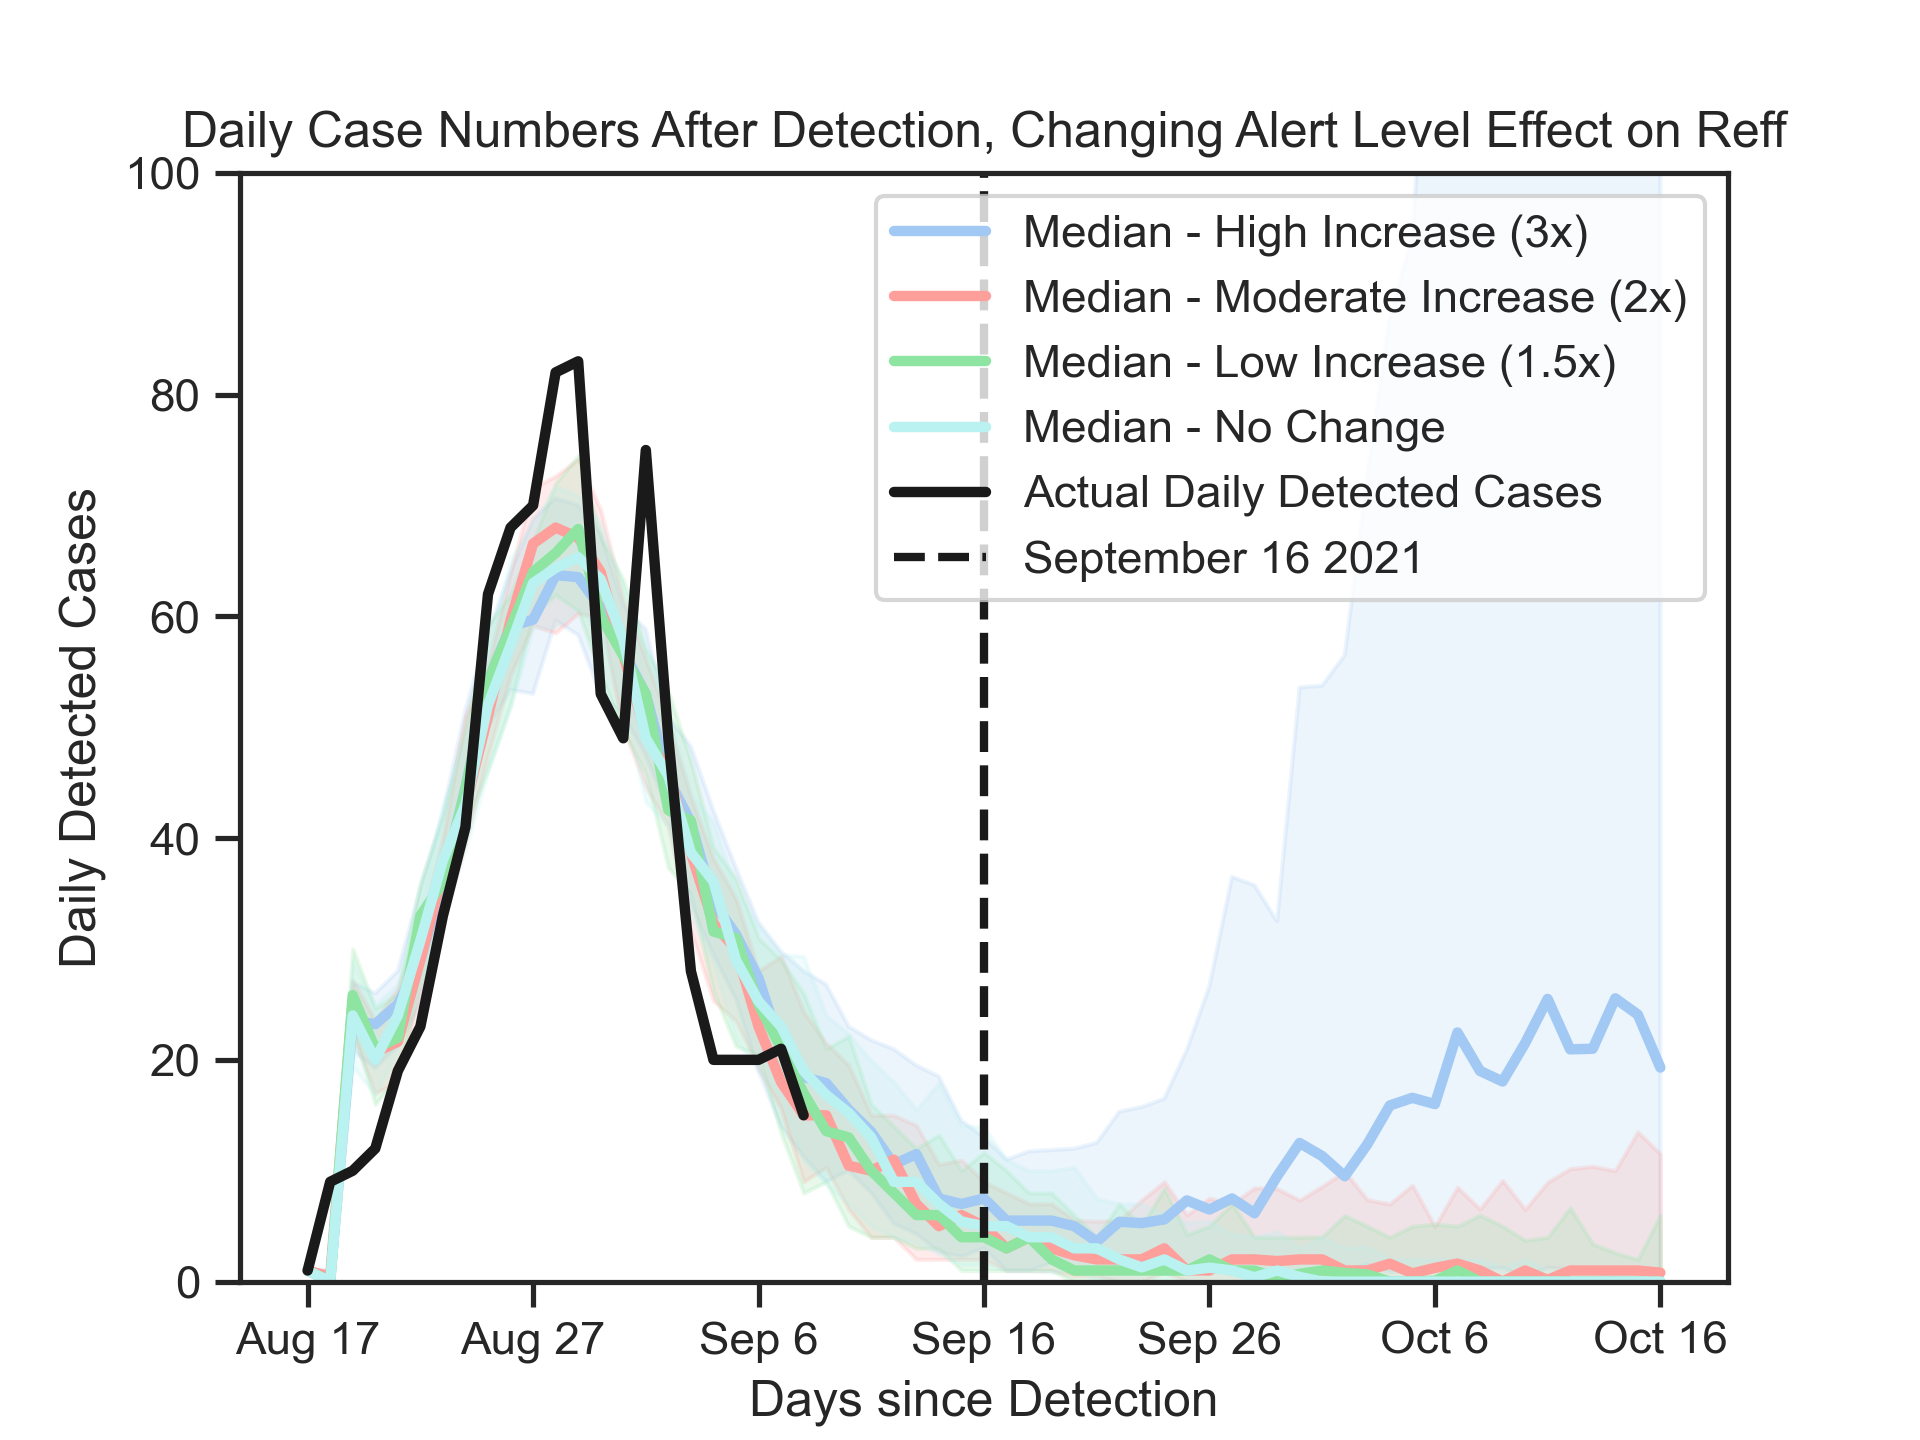 Daily Case Numbers After Detection, Changing Alert Level Effect on Reff
100
80
60
40
20
0
Daily Detected Cases
Median - High Increase (3x)
Median - Moderate Increase (2x)
Median - Low Increase (1.5x)
Median - No Change
Actual Daily Detected Cases
September 16 2021
Aug 17 Aug 27 Sep 6 Sep 16 Sep 26 Oct 6 Oct 16
Days since Detection